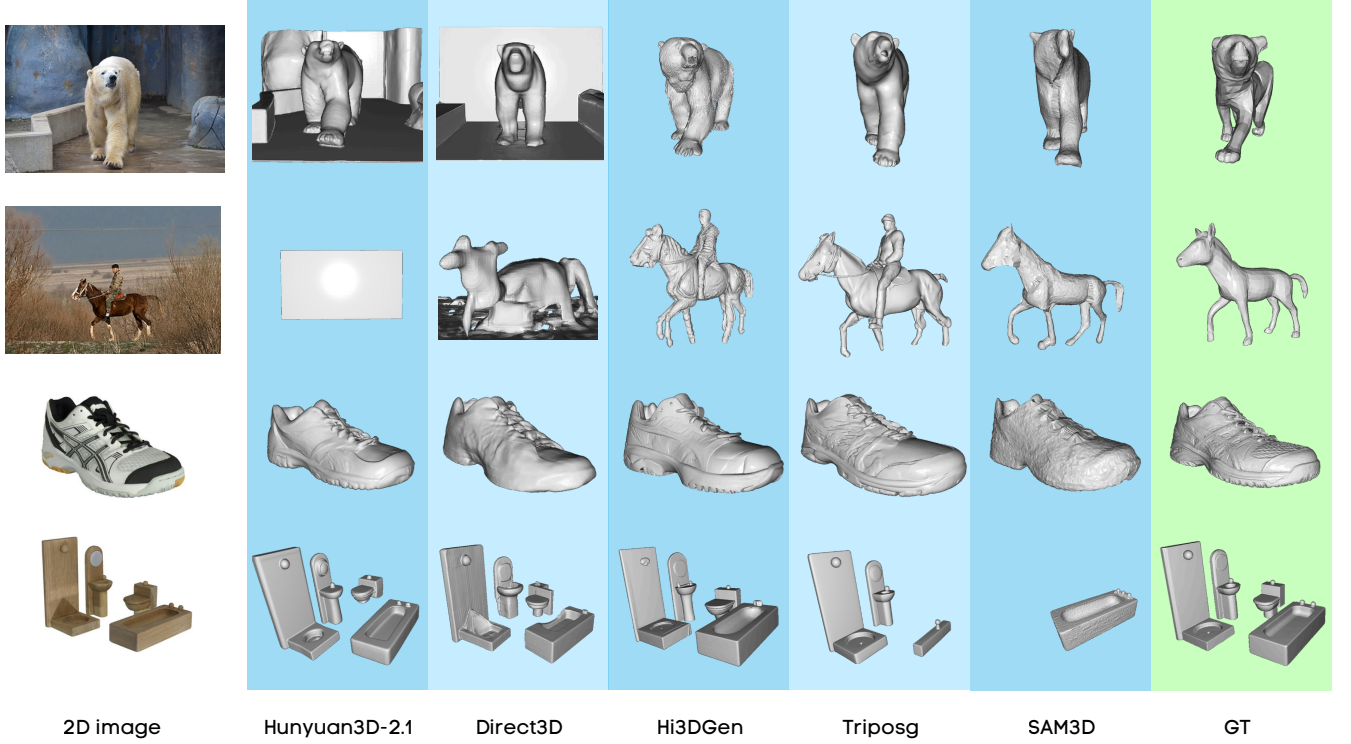 2D image
Hunyuan3D-2.1
Direct3D
Hi3DGen
Triposg
SAM3D
GT